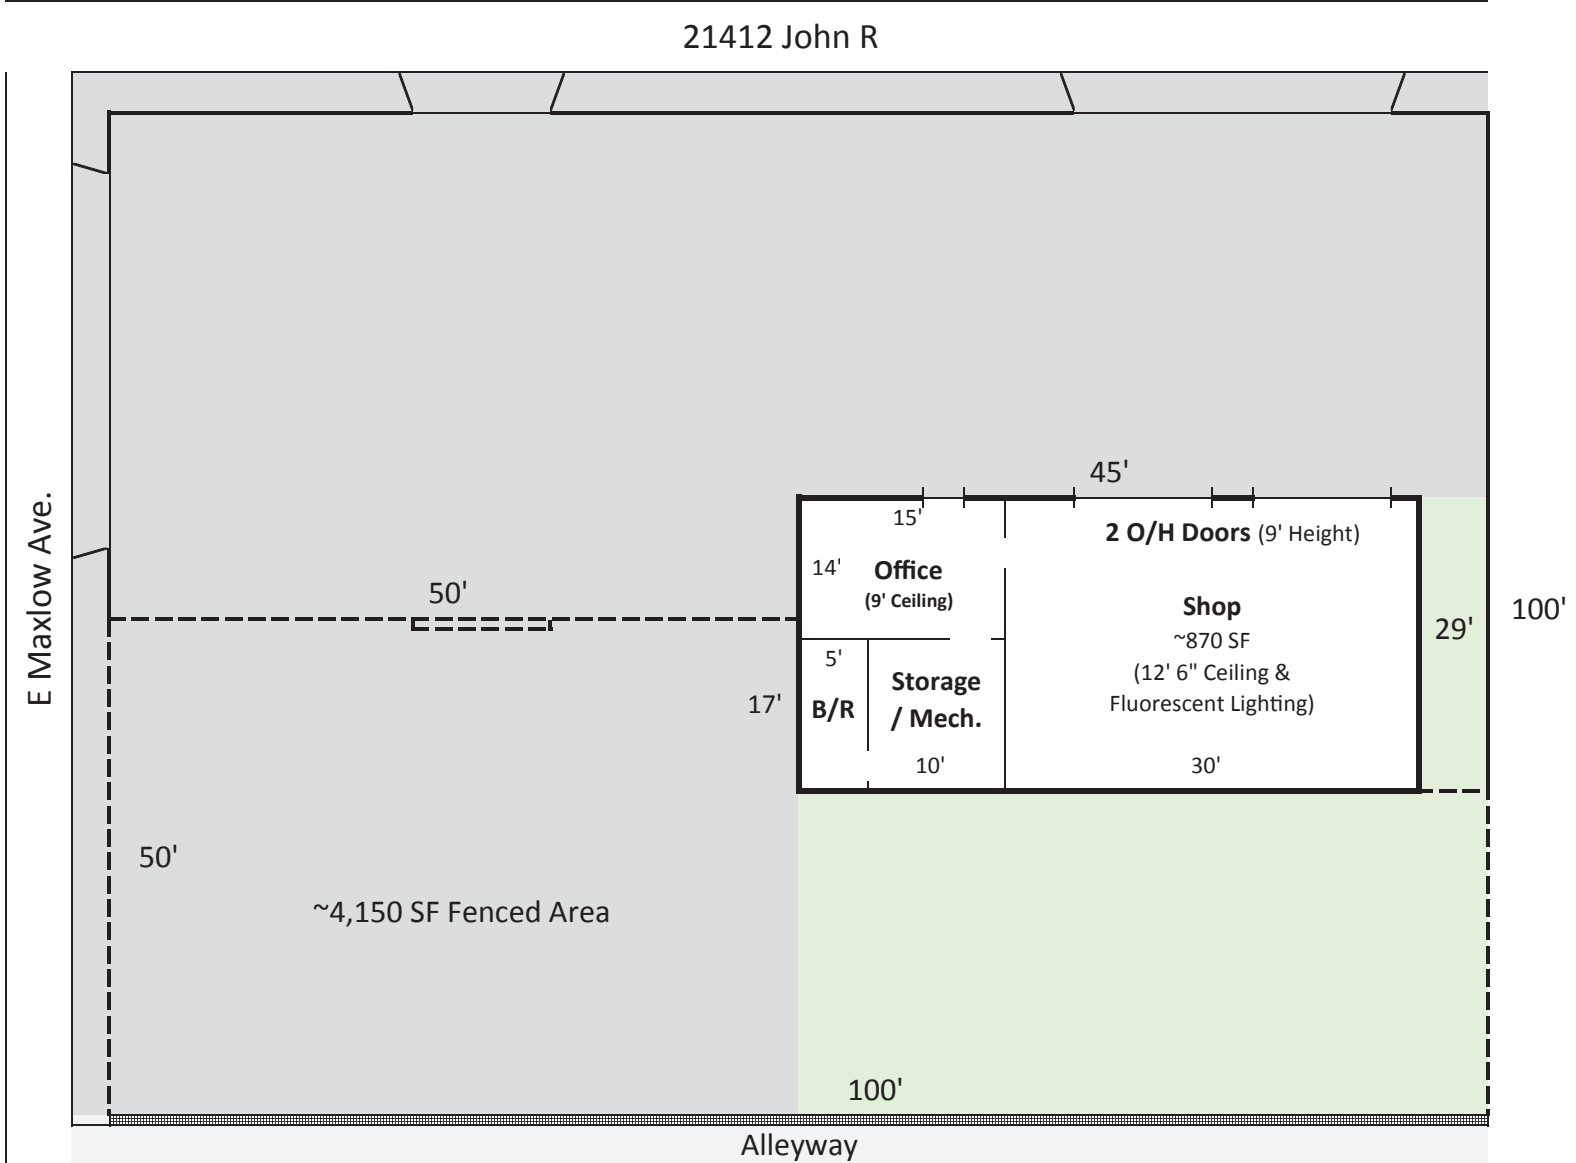 21412 John R
E Maxlow Ave.
45'
15'
2 O/H Doors (9' Height)
14'
Office
(9' Ceiling)
50'
Shop
~870 SF
(12' 6" Ceiling &
Fluorescent Lighting)
29'
100'
5'
B/R
Storage
/ Mech.
17'
10'
30'
50'
~4,150 SF Fenced Area
100'
Alleyway